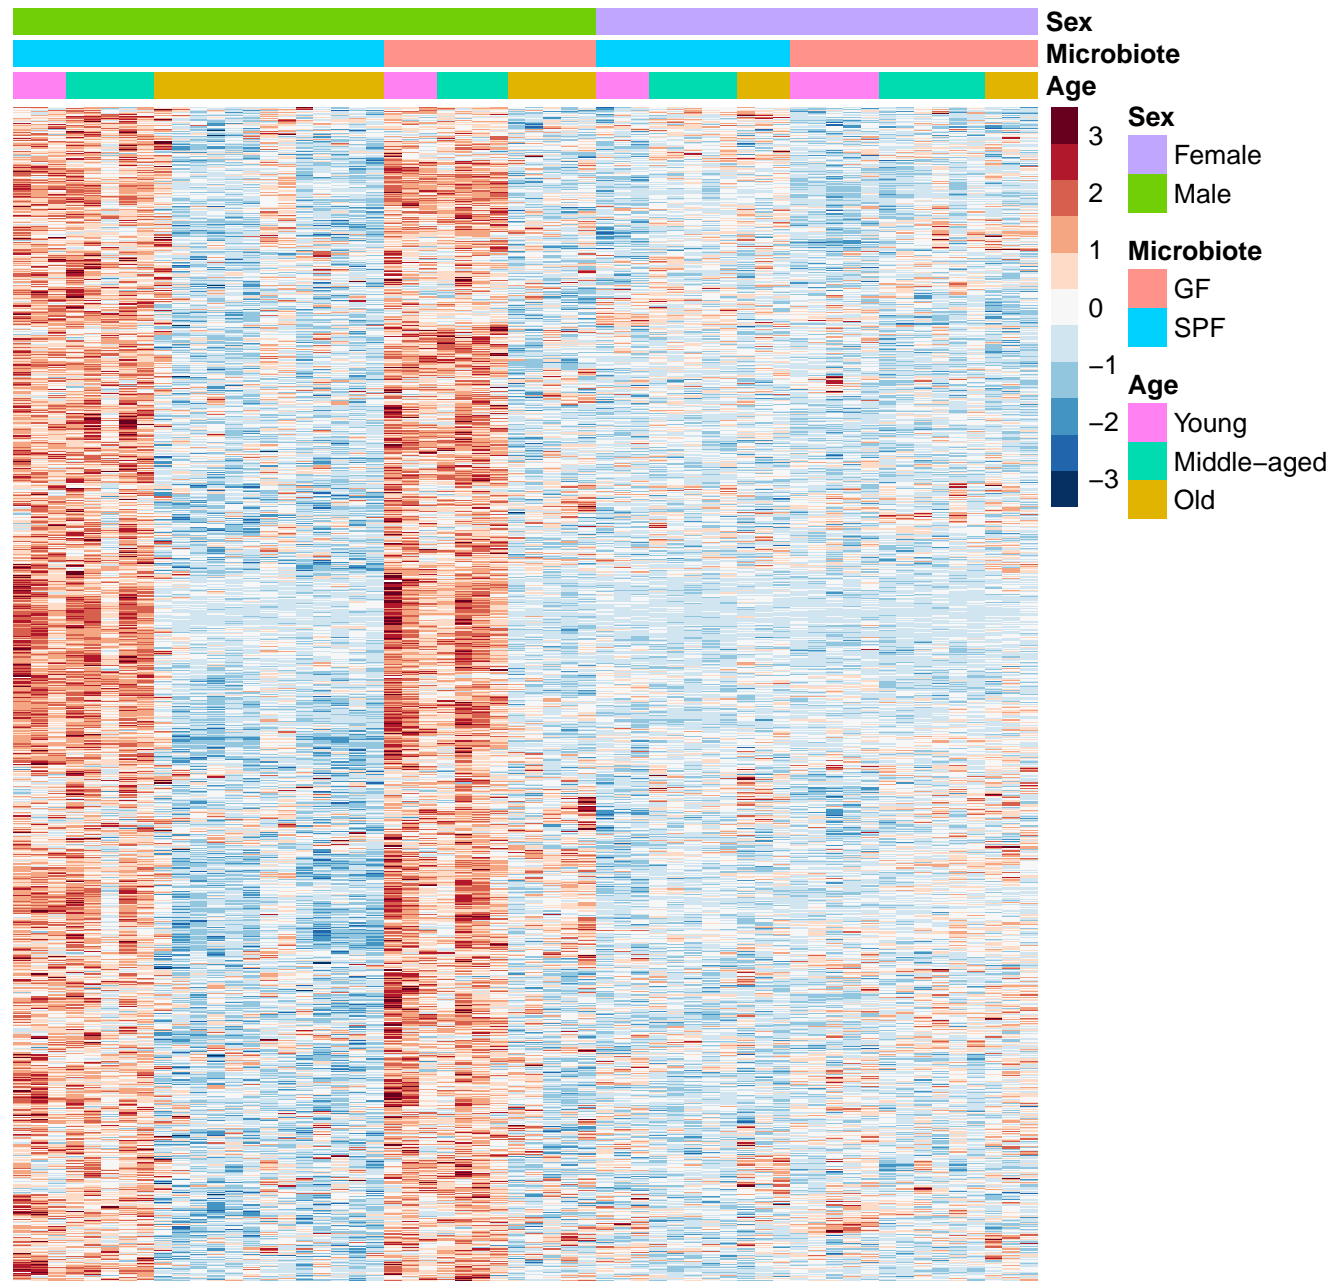 Sex
Microbiote
Age
3
2
1
0
−1
−2
−3
Sex
Female
Male
Microbiote
GF
SPF
Age
Young
Middle−aged
Old